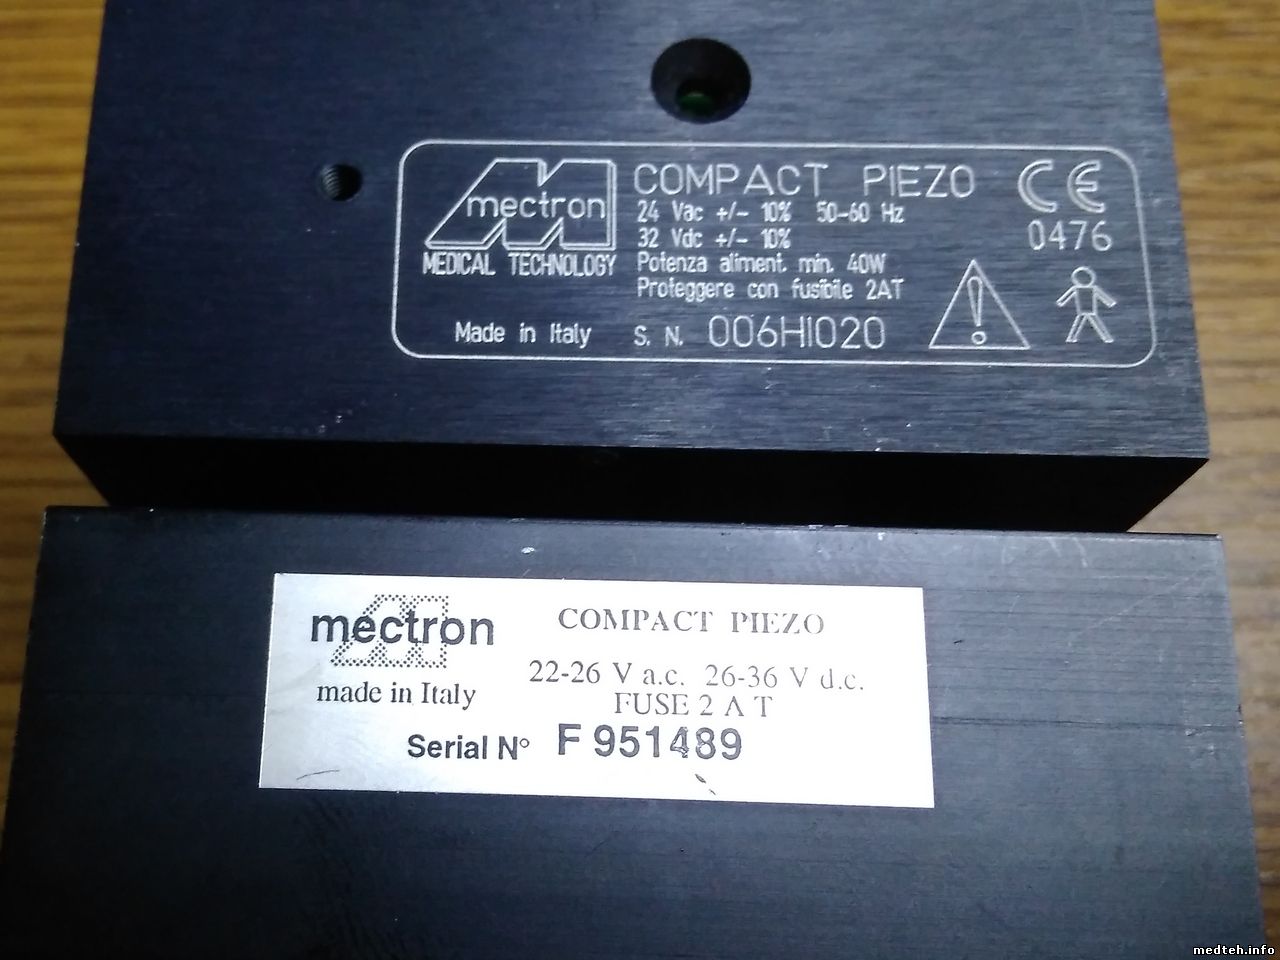 mectron
MEDICAL TECHNOLOGY
Made in Italy
COMPACT PIEZO
24 Vac +/- 10% 50-60 Hz
32 Vdc +/- 10%
Potenza aliment. min. 40W
Proteggere con fusibile 2AT
S. N. 006HI020
CE
0476
mectron
made in Italy
COMPACT PIEZO
22-26 V a.c. 26-36 V d.c.
FUSE 2 A T
Serial N° F 951489
medteh.info